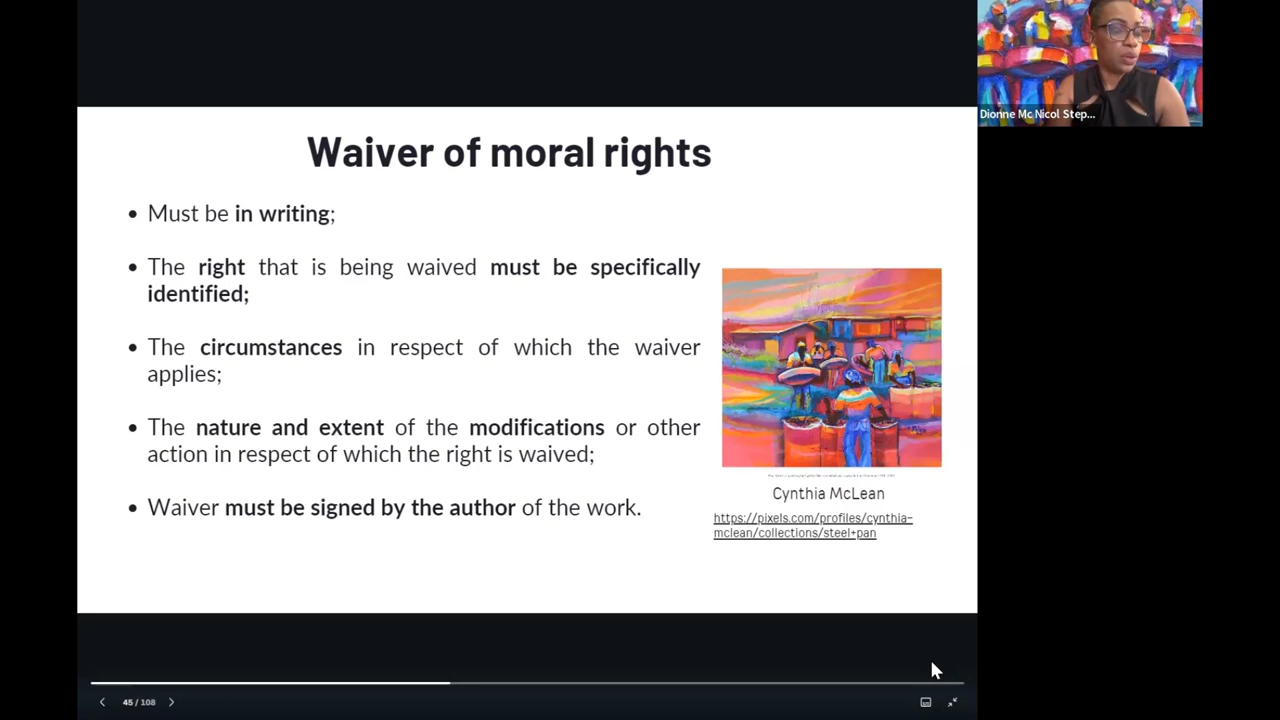 Waiver of moral rights
• Must be in writing;
• The right that is being waived must be specifically
identified;
• The circumstances in respect of which the waiver
applies;
• The nature and extent of the modifications or other
action in respect of which the right is waived;
• Waiver must be signed by the author of the work.
Cynthia McLean
https://pixels.com/profiles/cynthia-
mclean/collections/steel+pan
Dionne Mc Nicol Step...
45 / 108